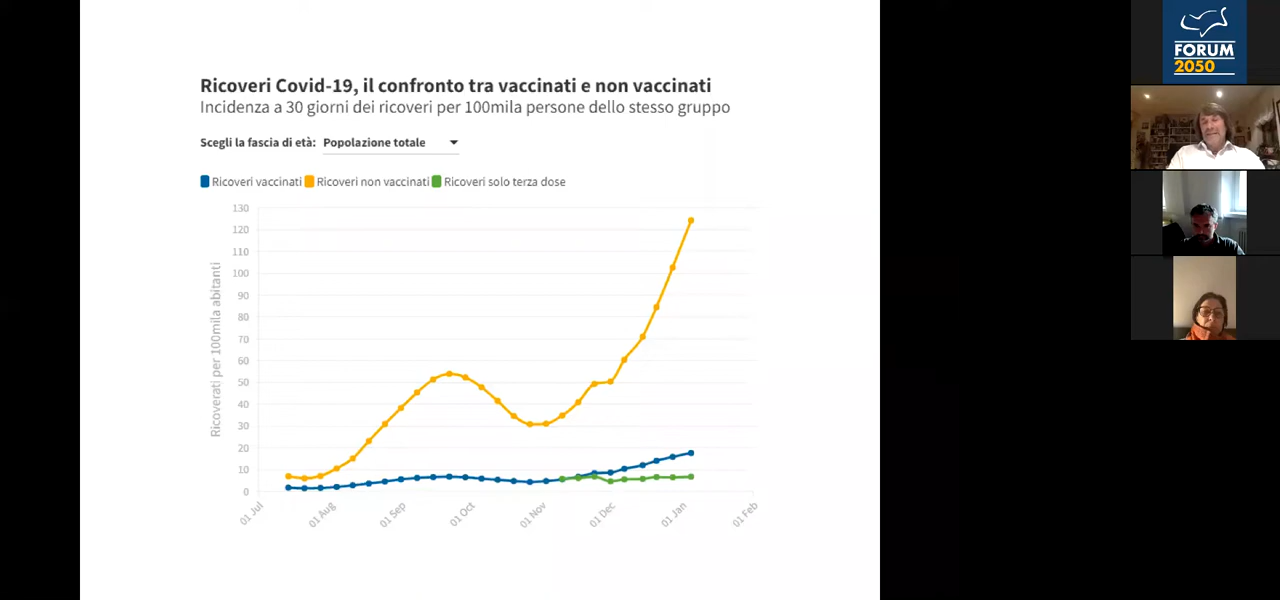 Ricoveri Covid-19, il confronto tra vaccinati e non vaccinati
Incidenza a 30 giorni dei ricoveri per 100mila persone dello stesso gruppo
Scegli la fascia di età: Popolazione totale
Ricoveri vaccinati Ricoveri non vaccinati Ricoveri solo terza dose
Ricoverati per 100mila abitanti
130
120
110
100
90
80
70
60
50
40
30
20
10
0
01 Jul 01 Aug 01 Sep 01 Oct 01 Nov 01 Dec 01 Jan 01 Feb
FORUM
2050